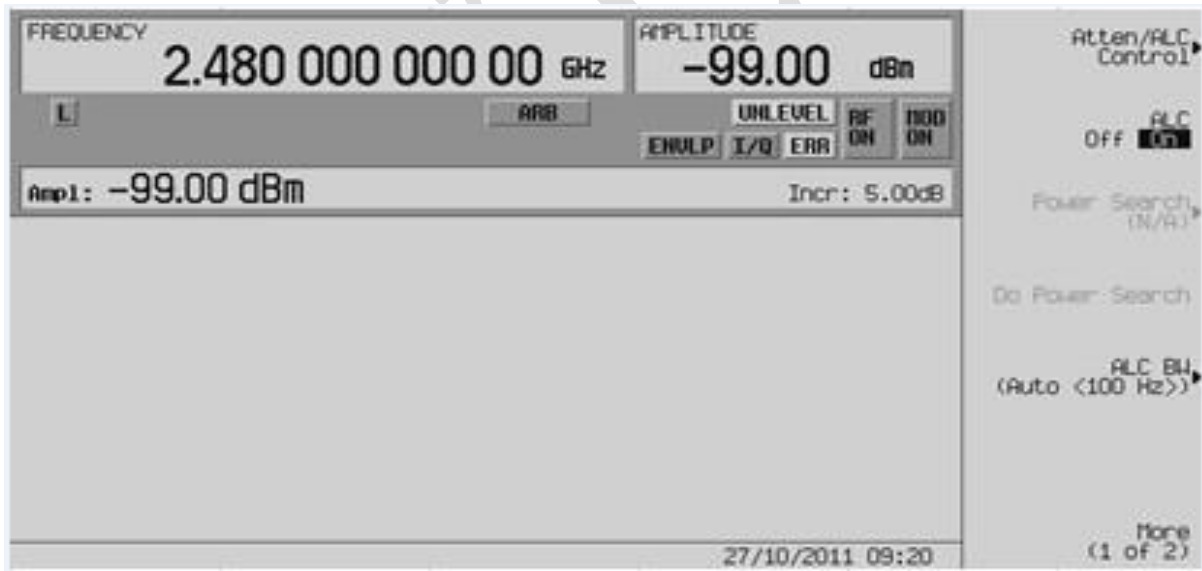 FREQUENCY
2.480 000 000 00 GHz
AMPLITUDE
-99.00 dBm
L
ARB
UNLEVEL
ENVLP I/Q ERR
RF ON
MOD ON
Ampl: -99.00 dBm
Incr: 5.00dB
27/10/2011 09:20
Atten/ALC
Control
ALC
Off On
Power Search
(N/A)
Do Power Search
ALC BW
(Auto <100 Hz>)
More
(1 of 2)